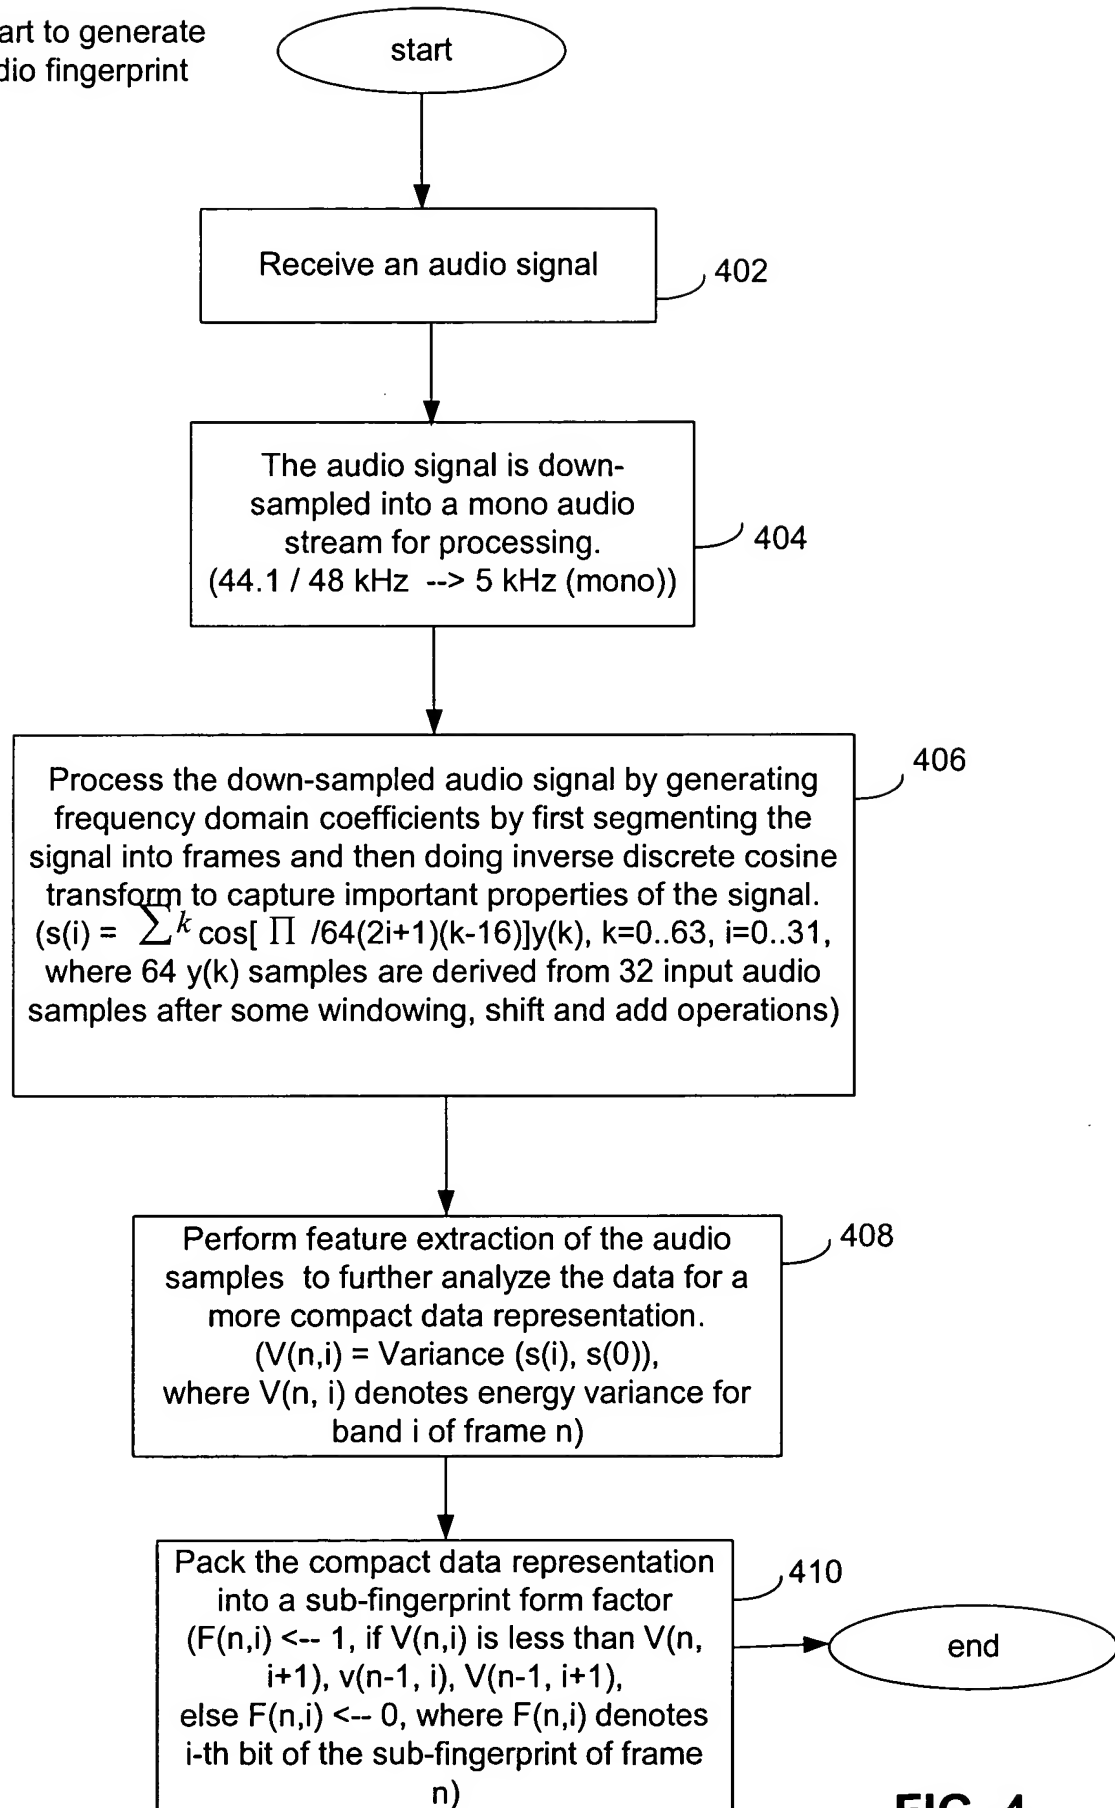 art to generate
dio fingerprint
start
Receive an audio signal
402
The audio signal is down-
sampled into a mono audio
stream for processing.
(44.1 / 48 kHz --> 5 kHz (mono))
404
406
Process the down-sampled audio signal by generating
frequency domain coefficients by first segmenting the
signal into frames and then doing inverse discrete cosine
transform to capture important properties of the signal.
(s(i) = ∑k cos[ ∏ /64(2i+1)(k-16)]y(k), k=0..63, i=0..31,
where 64 y(k) samples are derived from 32 input audio
samples after some windowing, shift and add operations)
408
Perform feature extraction of the audio
samples to further analyze the data for a
more compact data representation.
(V(n,i) = Variance (s(i), s(0)),
where V(n, i) denotes energy variance for
band i of frame n)
410
Pack the compact data representation
into a sub-fingerprint form factor
(F(n,i) <-- 1, if V(n,i) is less than V(n,
i+1), v(n-1, i), V(n-1, i+1),
else F(n,i) <-- 0, where F(n,i) denotes
i-th bit of the sub-fingerprint of frame
n)
end
FIG. 4